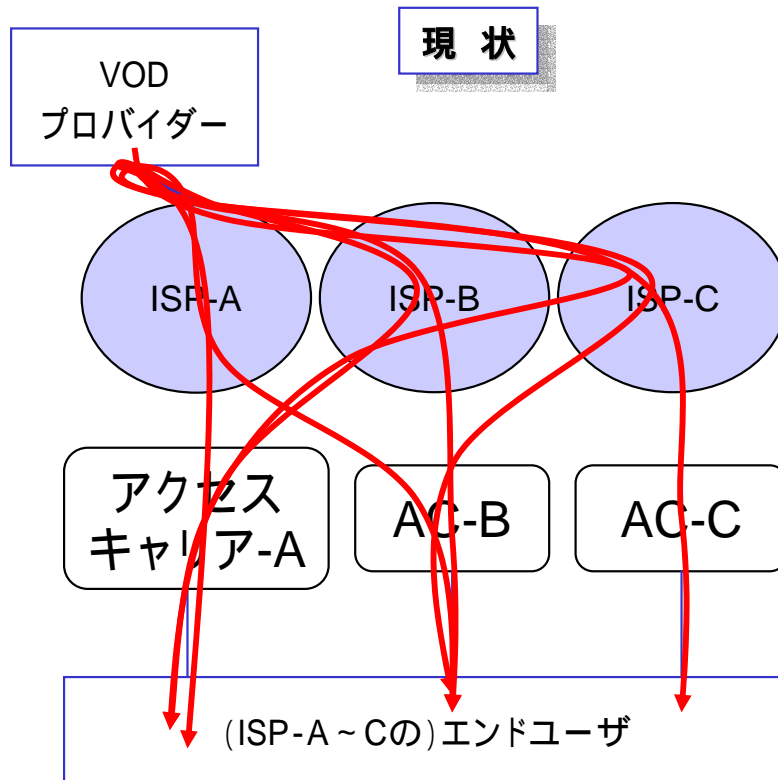 現 状
VOD
プロバイダー
ISP-A
ISP-B
ISP-C
アクセス
キャリア-A
AC-B
AC-C
(ISP-A ~ Cの)エンドユーザ